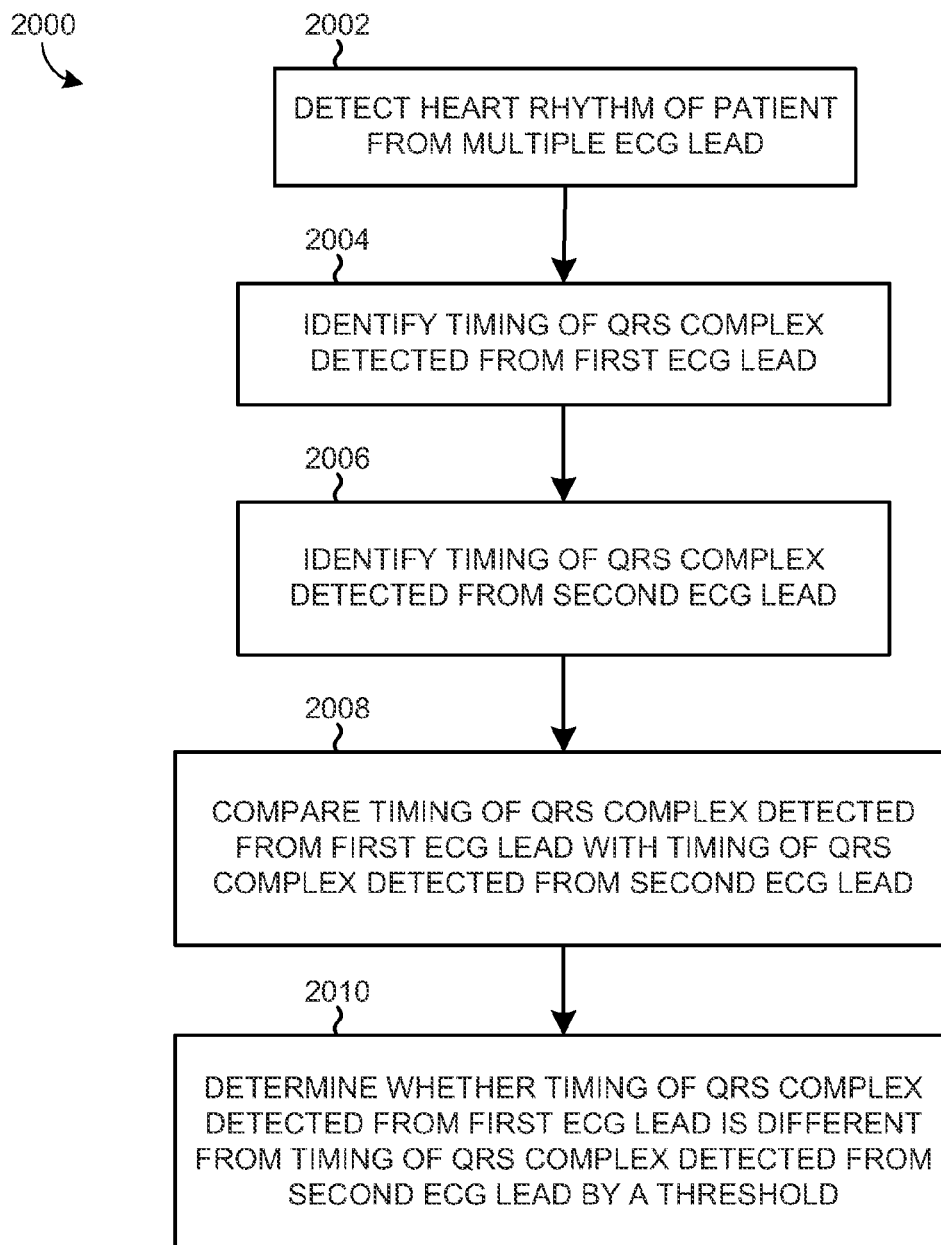 2000
2002
DETECT HEART RHYTHM OF PATIENT
FROM MULTIPLE ECG LEAD
2004
IDENTIFY TIMING OF QRS COMPLEX
DETECTED FROM FIRST ECG LEAD
2006
IDENTIFY TIMING OF QRS COMPLEX
DETECTED FROM SECOND ECG LEAD
2008
COMPARE TIMING OF QRS COMPLEX DETECTED
FROM FIRST ECG LEAD WITH TIMING OF QRS
COMPLEX DETECTED FROM SECOND ECG LEAD
2010
DETERMINE WHETHER TIMING OF QRS COMPLEX
DETECTED FROM FIRST ECG LEAD IS DIFFERENT
FROM TIMING OF QRS COMPLEX DETECTED FROM
SECOND ECG LEAD BY A THRESHOLD